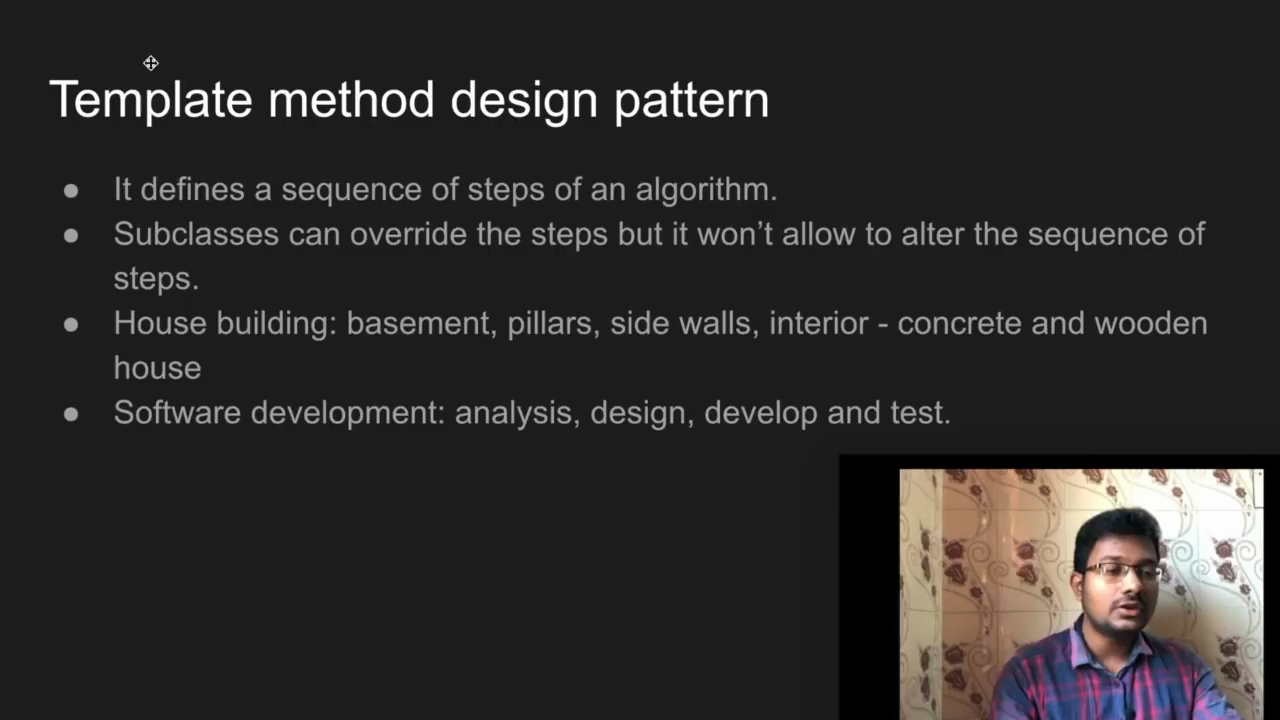 Template method design pattern
● It defines a sequence of steps of an algorithm.
● Subclasses can override the steps but it won’t allow to alter the sequence of
steps.
● House building: basement, pillars, side walls, interior - concrete and wooden
house
● Software development: analysis, design, develop and test.